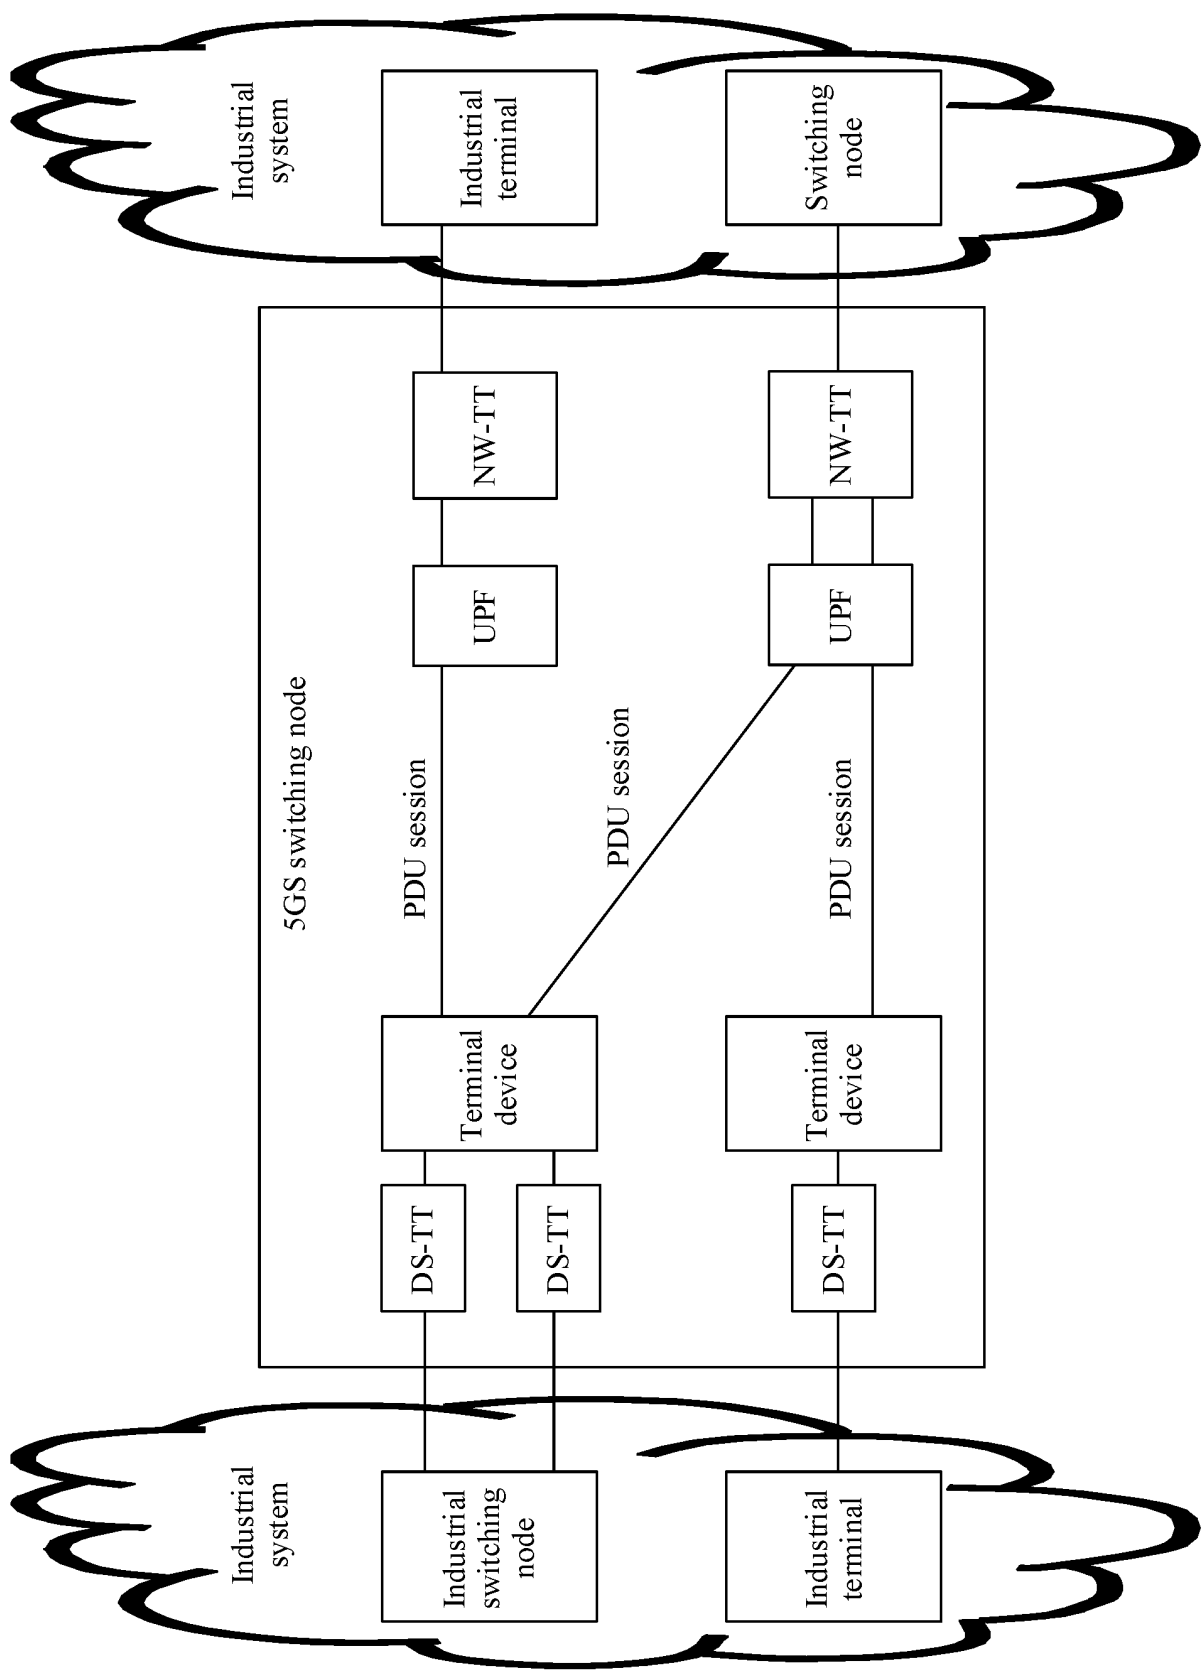 Industrial
system
Industrial
switching
node
Industrial
terminal
5GS switching node
DS-TT
DS-TT
DS-TT
Terminal
device
Terminal
device
PDU session
PDU session
PDU session
UPF
UPF
NW-TT
NW-TT
Industrial
system
Industrial
terminal
Switching
node